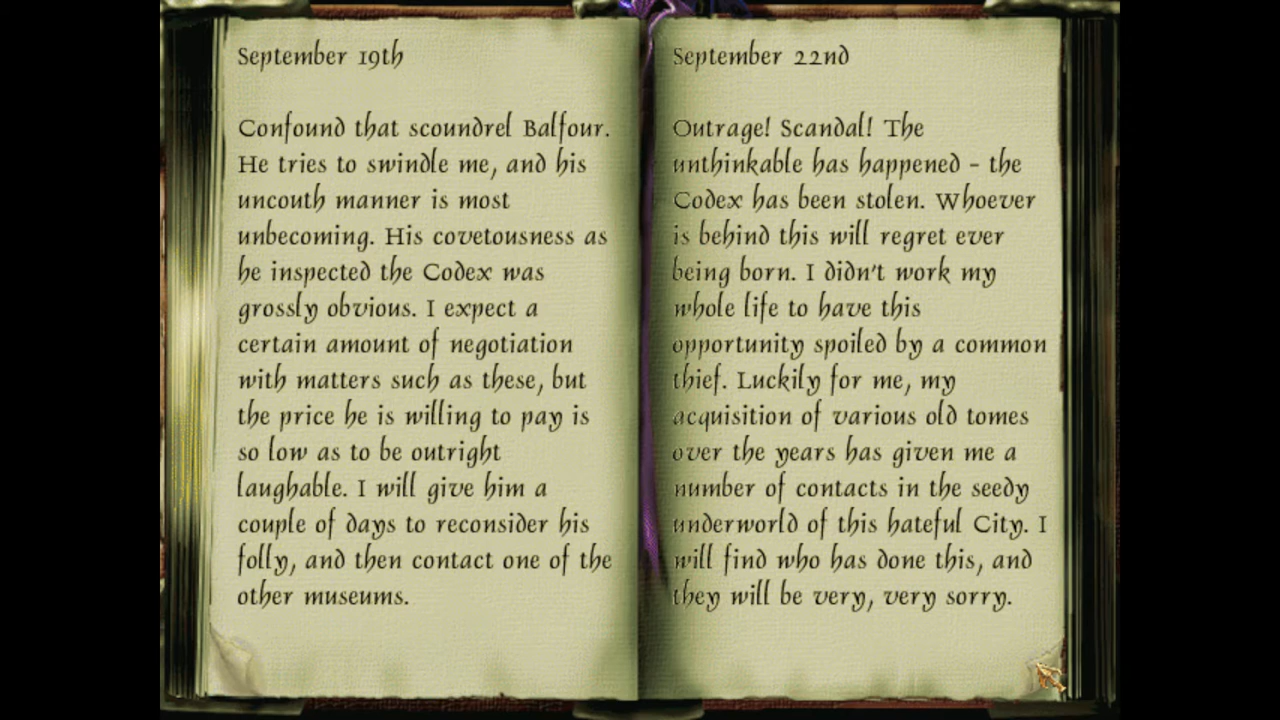 September 19th
Confound that scoundrel Balfour.
He tries to swindle me, and his
uncouth manner is most
unbecoming. His covetousness as
he inspected the Codex was
grossly obvious. I expect a
certain amount of negotiation
with matters such as these, but
the price he is willing to pay is
so low as to be outright
laughable. I will give him a
couple of days to reconsider his
folly, and then contact one of the
other museums.
September 22nd
Outrage! Scandal! The
unthinkable has happened - the
Codex has been stolen. Whoever
is behind this will regret ever
being born. I didn't work my
whole life to have this
opportunity spoiled by a common
thief. Luckily for me, my
acquisition of various old tomes
over the years has given me a
number of contacts in the seedy
underworld of this hateful City. I
will find who has done this, and
they will be very, very sorry.